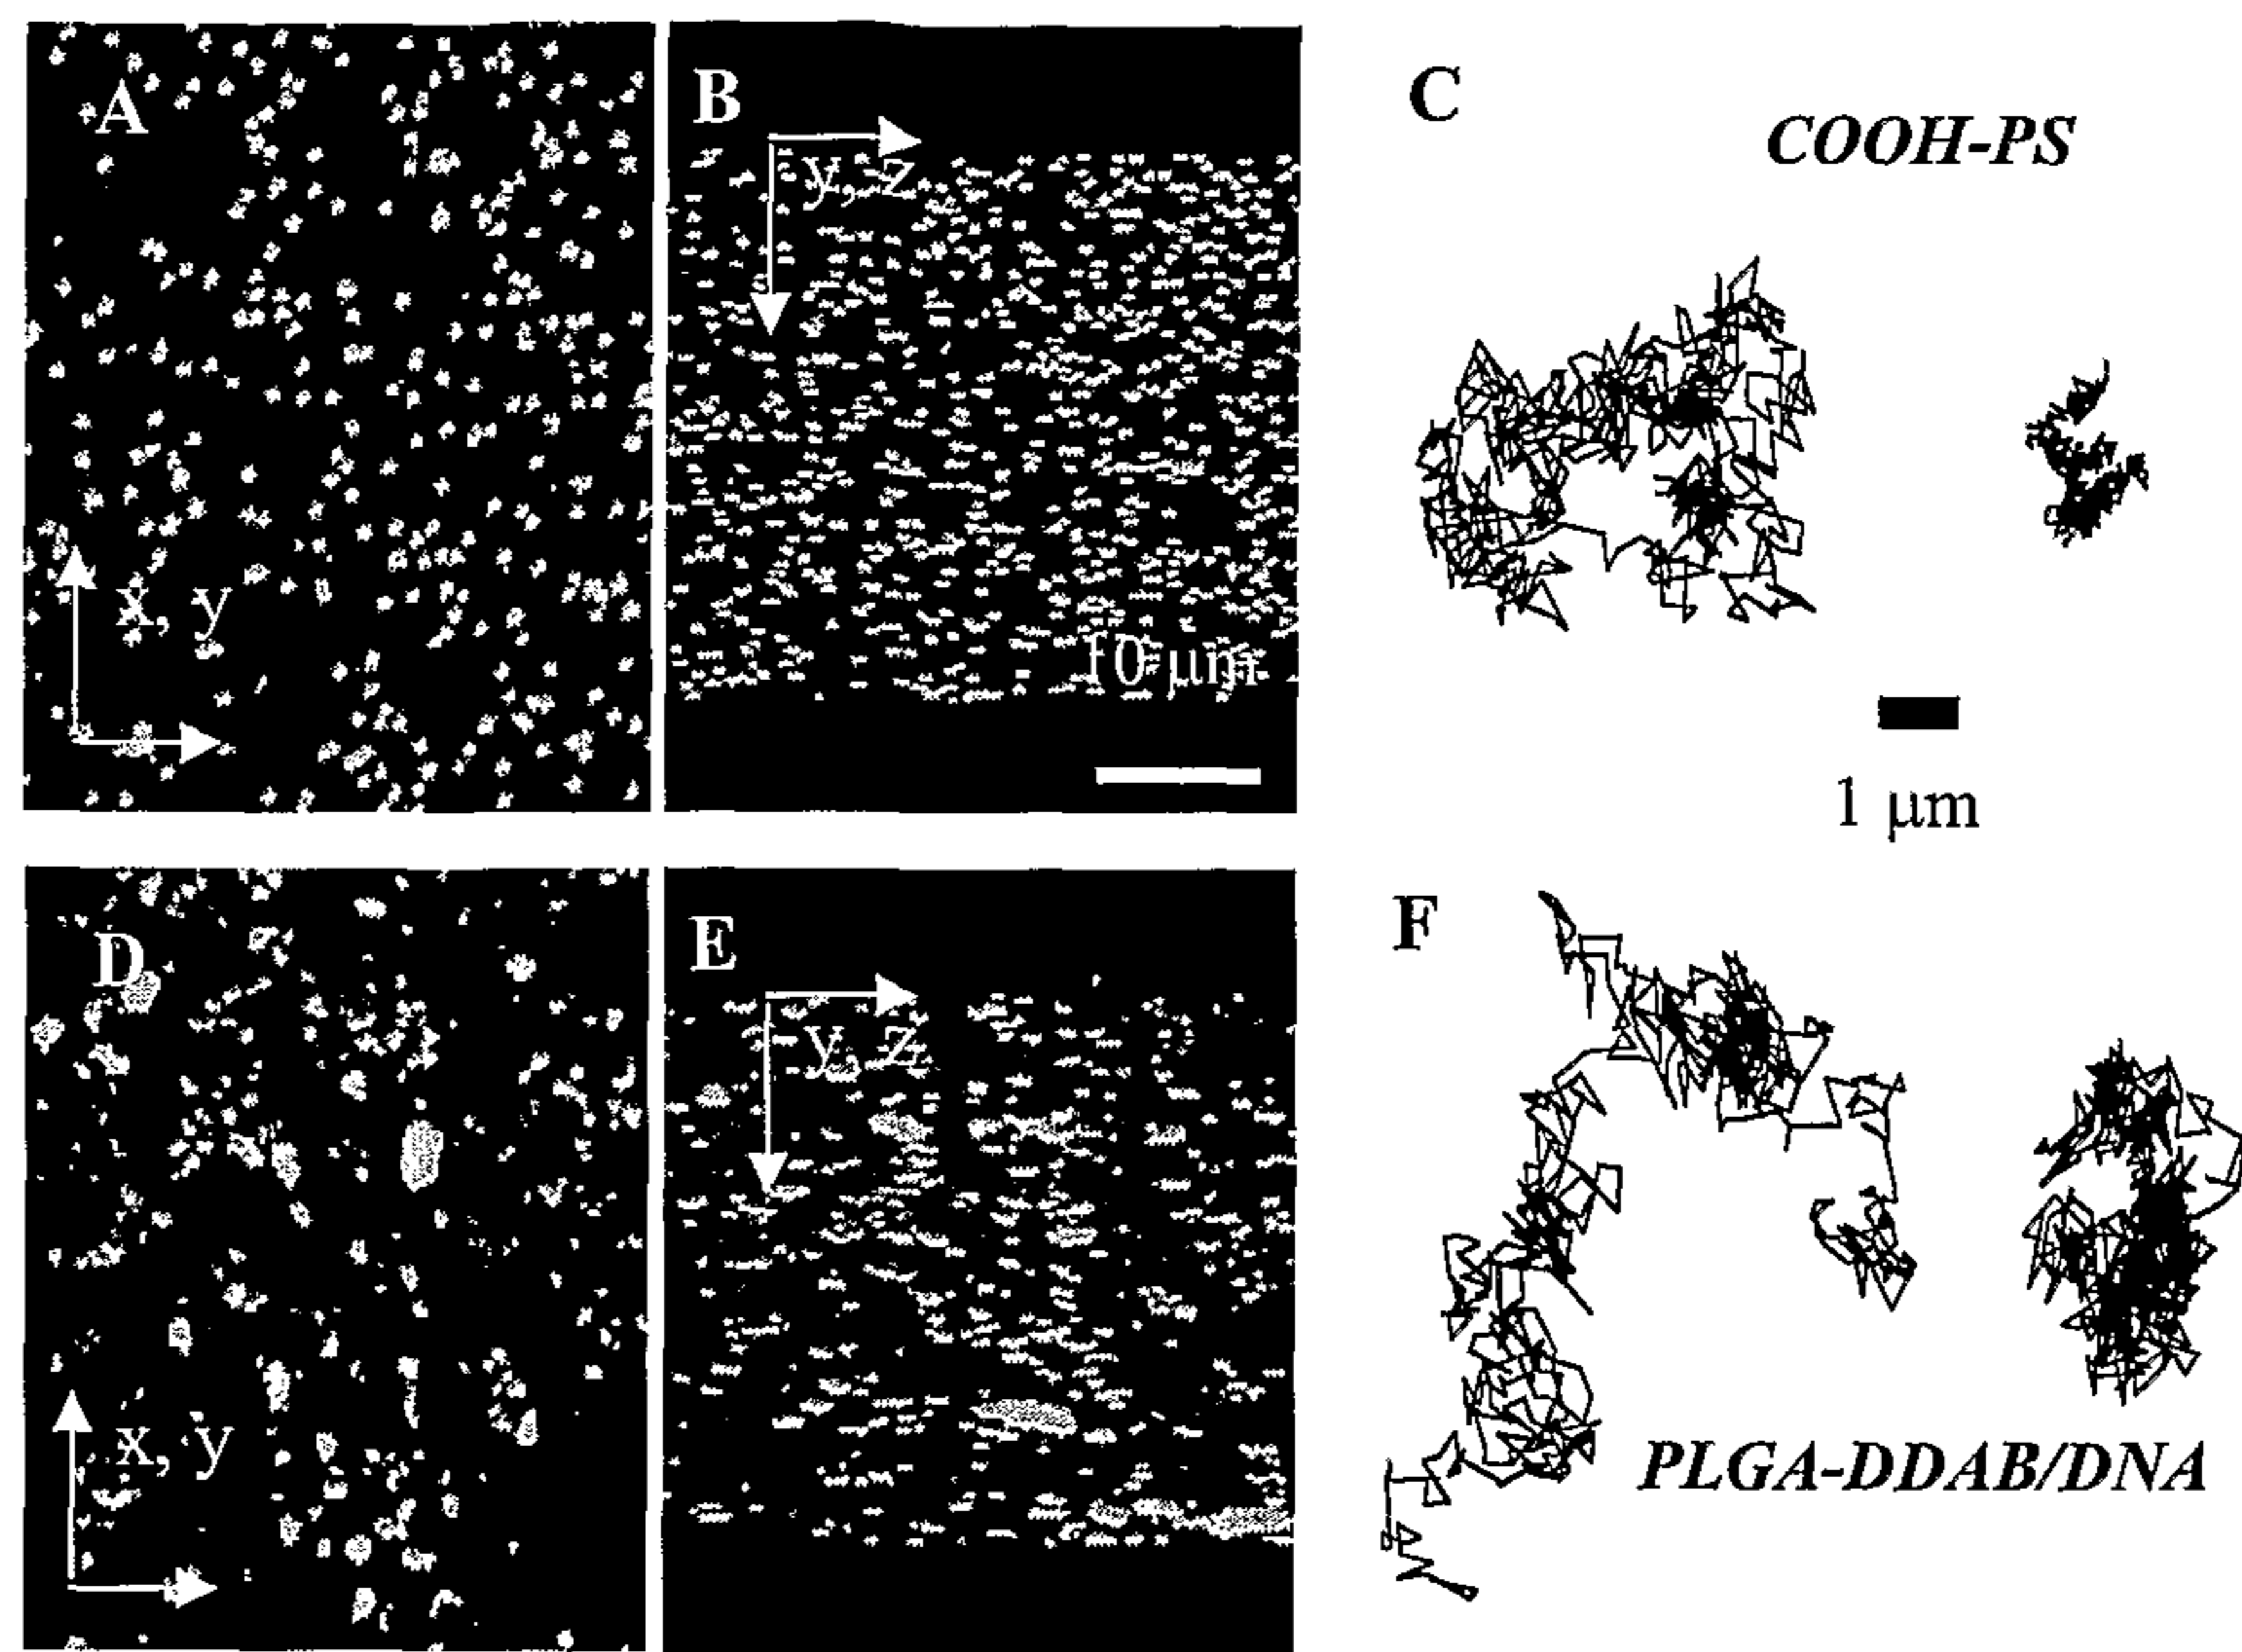 A
B
C
COOH-PS
y, z
x, y
10 μm
1 μm
D
E
F
y, z
x, y
PLGA-DDAB/DNA